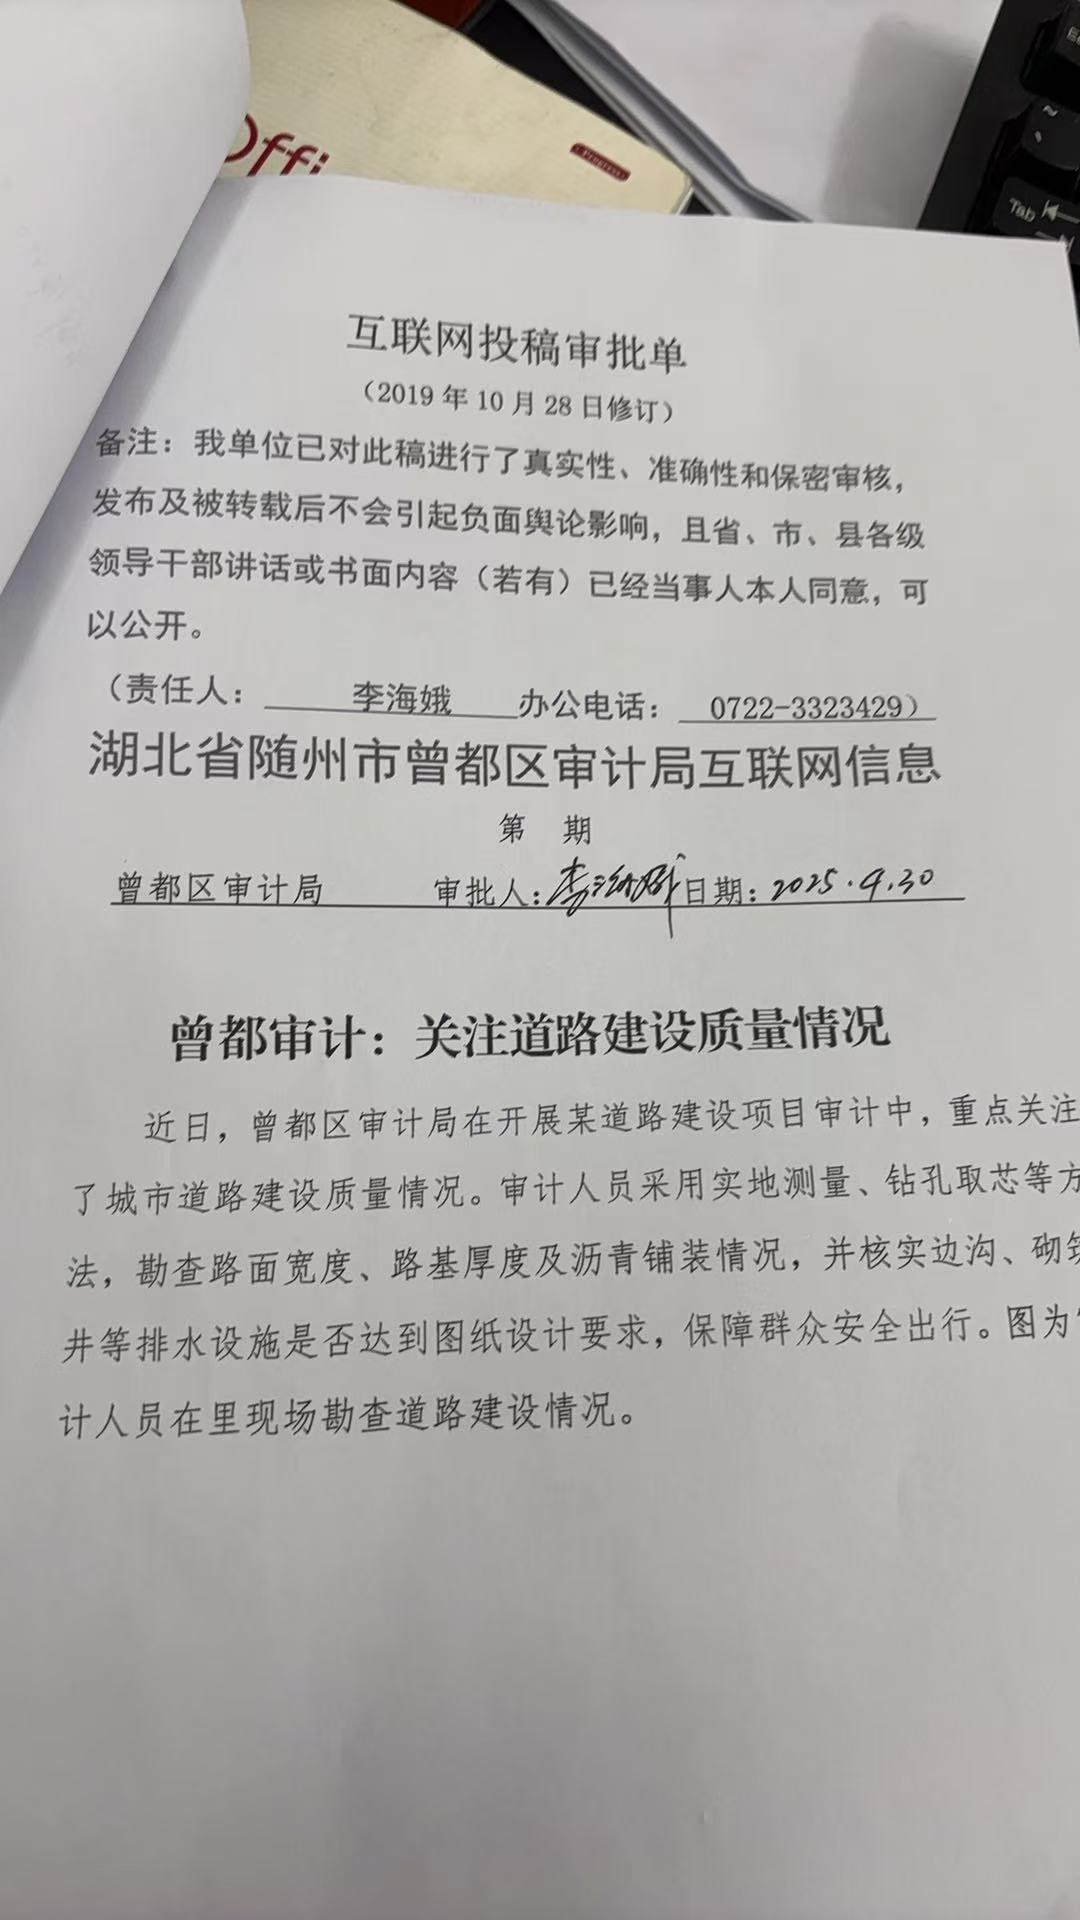 Offi
Progress
Tab
互联网投稿审批单
（2019 年 10 月 28 日修订）
备注：我单位已对此稿进行了真实性、准确性和保密审核，
发布及被转载后不会引起负面舆论影响，且省、市、县各级
领导干部讲话或书面内容（若有）已经当事人本人同意，可
以公开。
（责任人： 李海娥 办公电话： 0722-3323429）
湖北省随州市曾都区审计局互联网信息
第 期
曾都区审计局 审批人： 日期：2025.9.30
曾都审计：关注道路建设质量情况
近日，曾都区审计局在开展某道路建设项目审计中，重点关注
了城市道路建设质量情况。审计人员采用实地测量、钻孔取芯等方
法，勘查路面宽度、路基厚度及沥青铺装情况，并核实边沟、砌筑
井等排水设施是否达到图纸设计要求，保障群众安全出行。图为
计人员在里现场勘查道路建设情况。